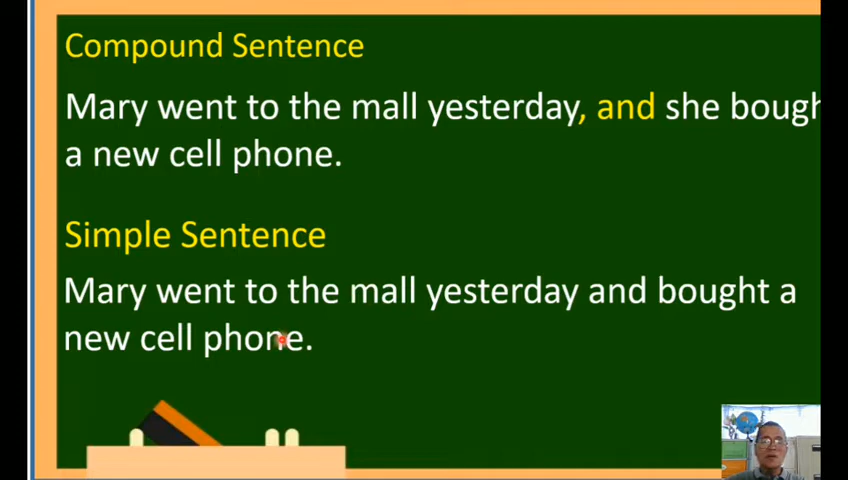 Compound Sentence
Mary went to the mall yesterday, and she bough
a new cell phone.
Simple Sentence
Mary went to the mall yesterday and bought a
new cell phone.